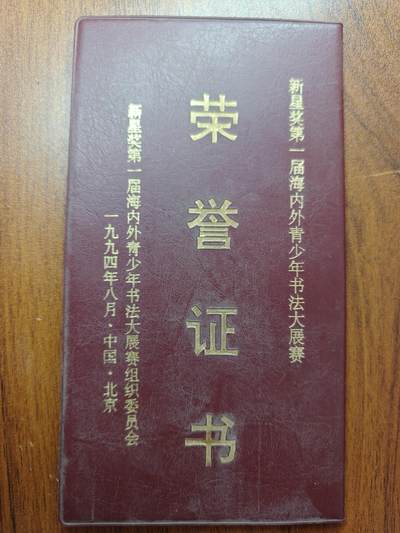 新星奖第一届海内外青少年书法大展赛
荣誉证书
新星奖第一届海内外青少年书法大展赛组织委员会
一九九四年八月·中国·北京